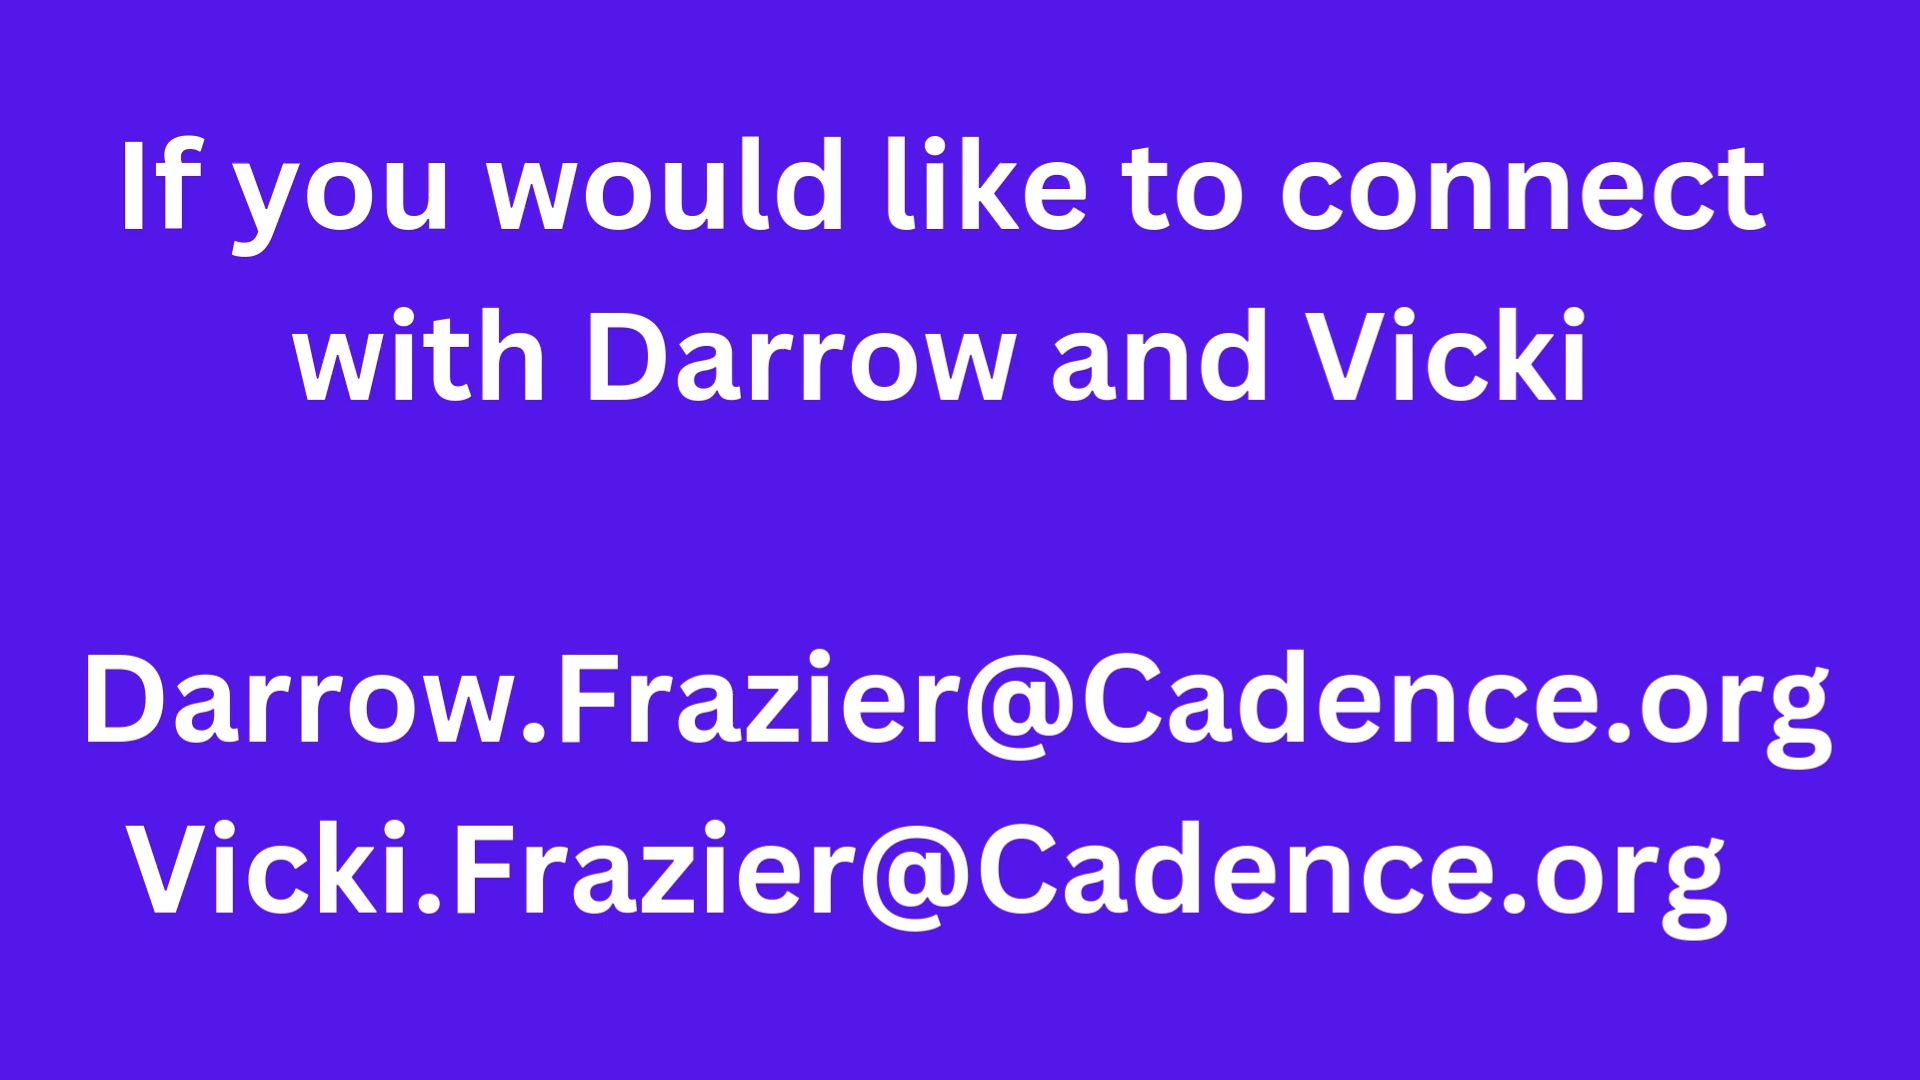 If you would like to connect
with Darrow and Vicki
Darrow.Frazier@Cadence.org
Vicki.Frazier@Cadence.org